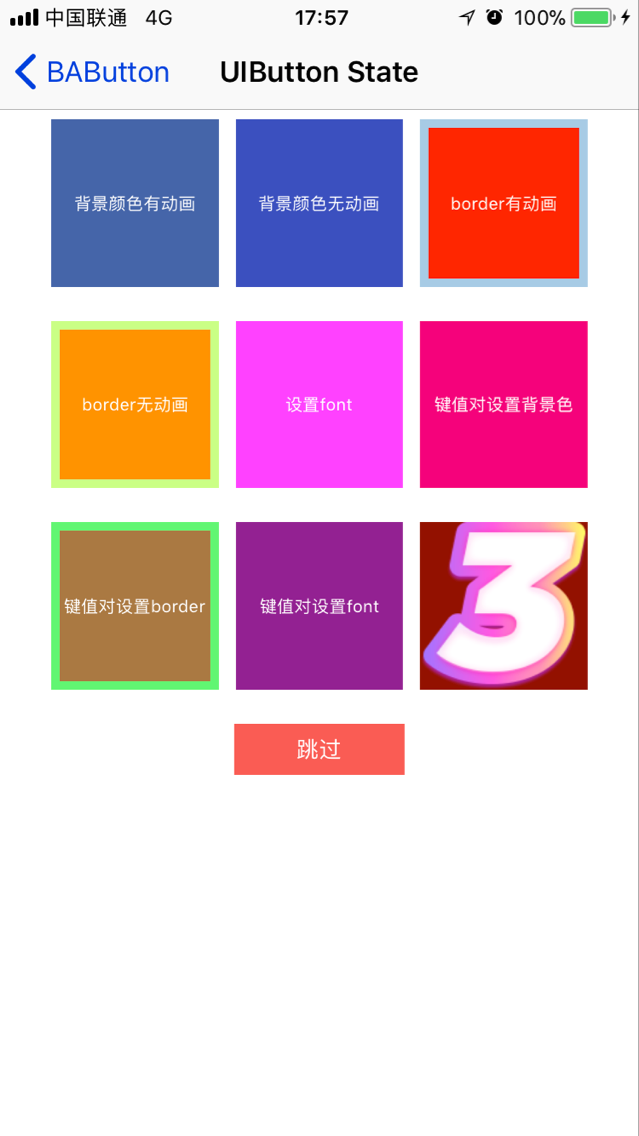 中国联通 4G 17:57 100%
BAButton UIButton State
背景颜色有动画 背景颜色无动画 border有动画
border无动画 设置font 键值对设置背景色
键值对设置border 键值对设置font 3
跳过